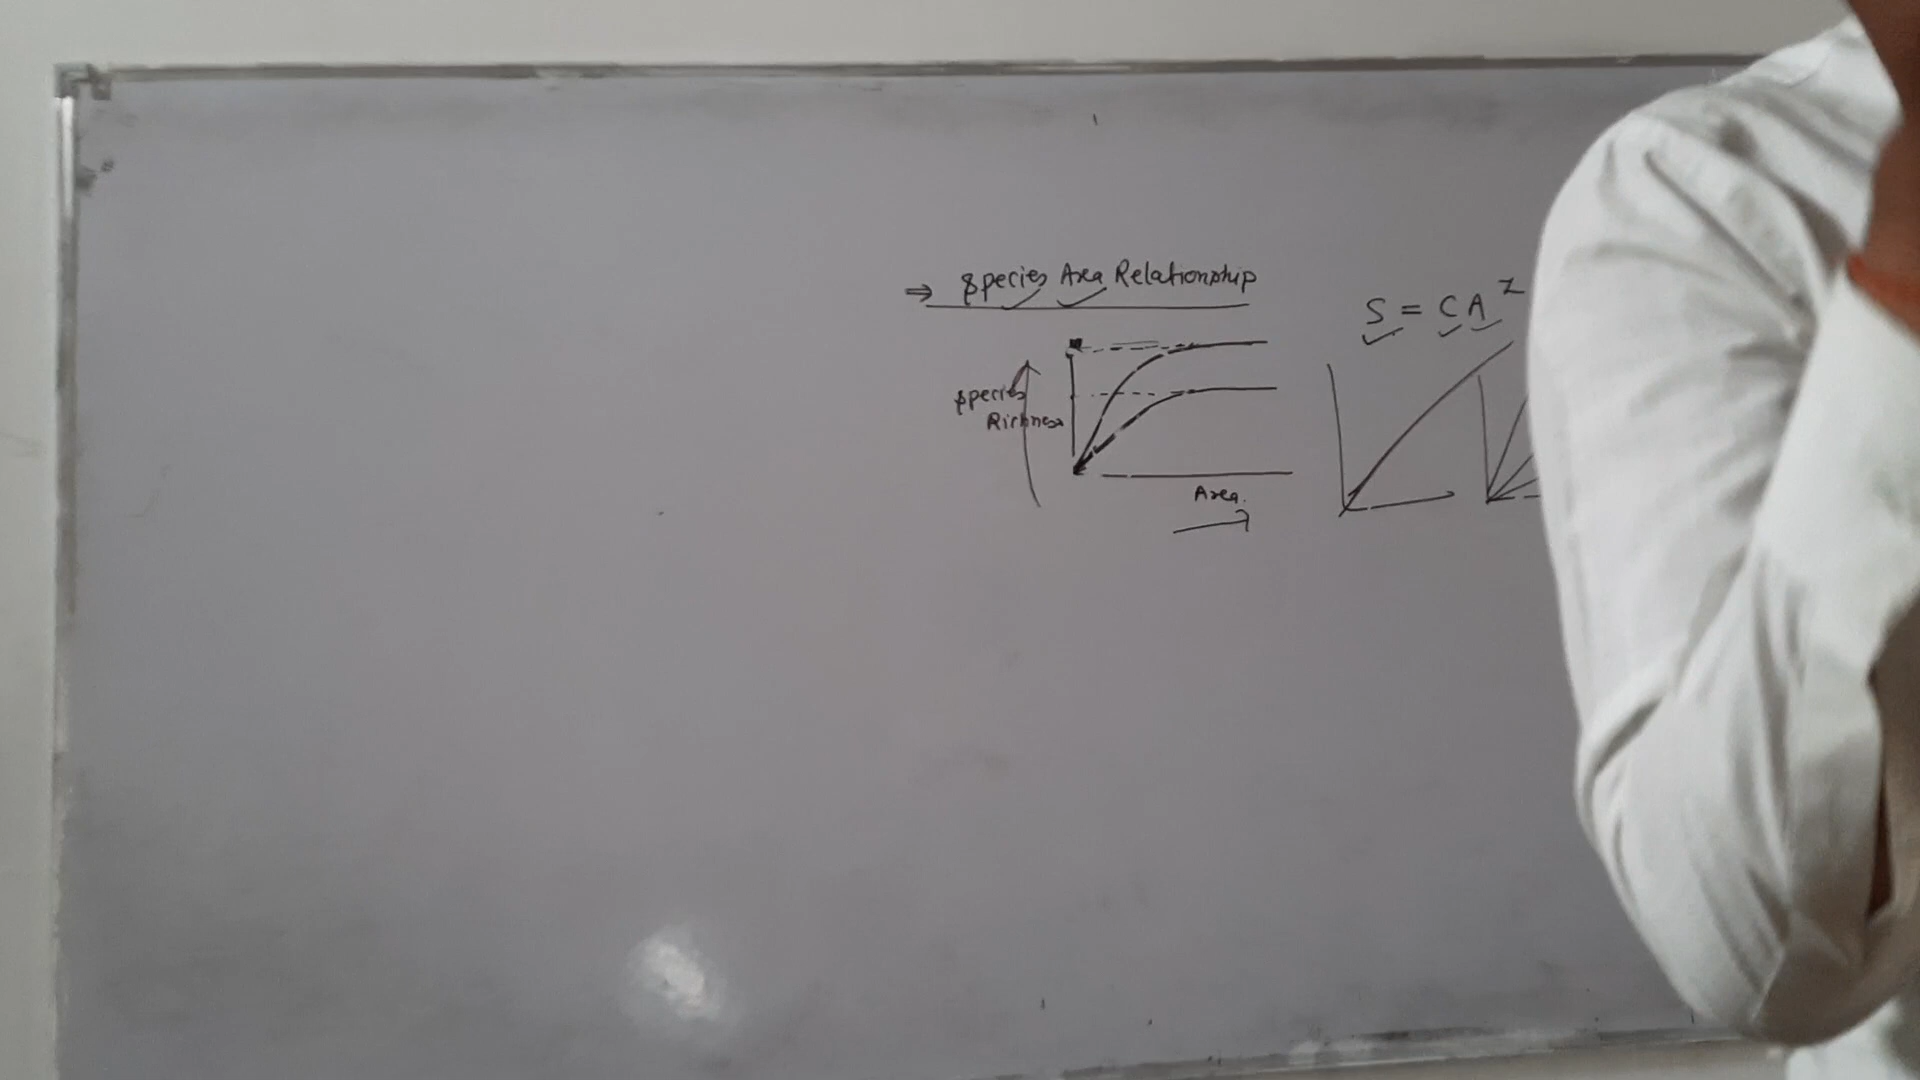 ⇒ Species Area Relationship
S = CA^z
Species
Richness
Area.